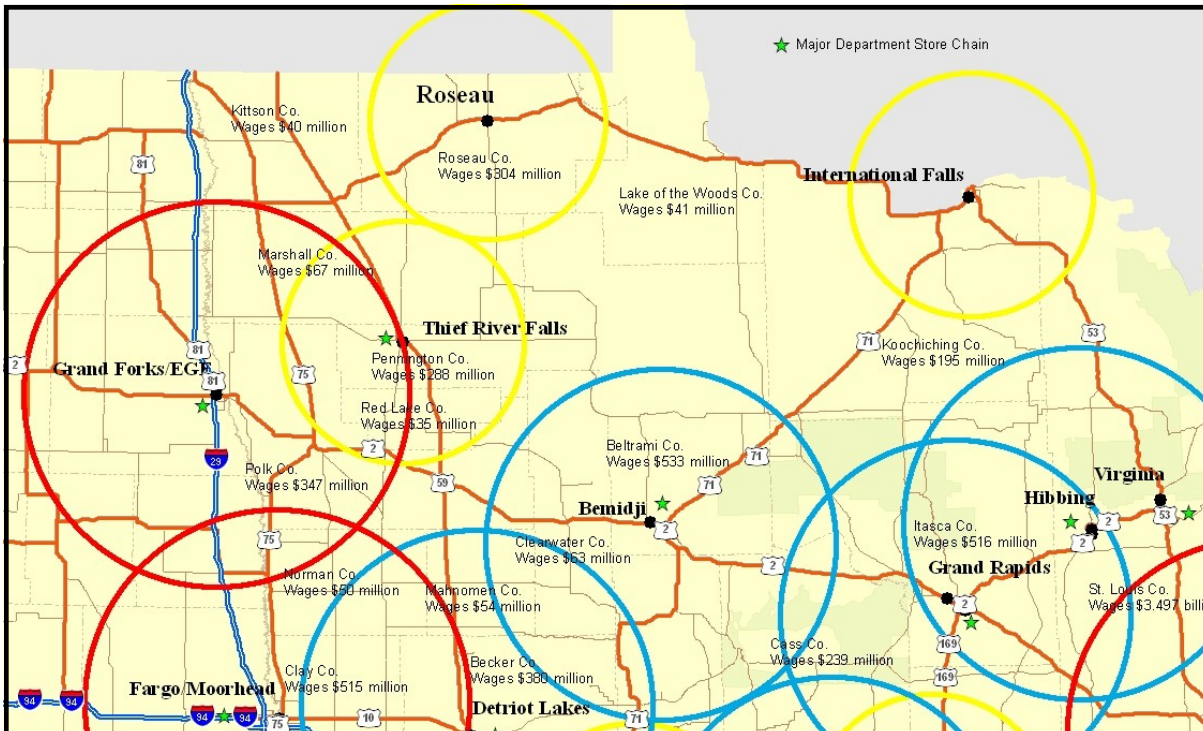 Major Department Store Chain
Roseau
Kittson Co.
Wages $40 million
81
Roseau Co.
Wages $304 million
International Falls
Lake of the Woods Co.
Wages $41 million
Marshall Co.
Wages $67 million
Thief River Falls
53
71
Koochiching Co.
Wages $195 million
81
2
Grand Forks/EGF
81
75
Pennington Co.
Wages $288 million
Red Lake Co.
Wages $35 million
2
29
Polk Co.
Wages $347 million
59
Beltrami Co.
Wages $533 million
71
71
Virginia
Hibbing
Bemidji
2
2
53
2
Itasca Co.
Wages $516 million
75
Clearwater Co.
Wages $63 million
2
Grand Rapids
2
Norman Co.
Wages $50 million
Mahnomen Co.
Wages $54 million
St. Louis Co.
Wages $3.497 billi
169
Cass Co.
Wages $239 million
169
Clay Co.
Wages $515 million
Becker Co.
Wages $380 million
Fargo/Moorhead
94
94
94
94
75
10
Detriot Lakes
71